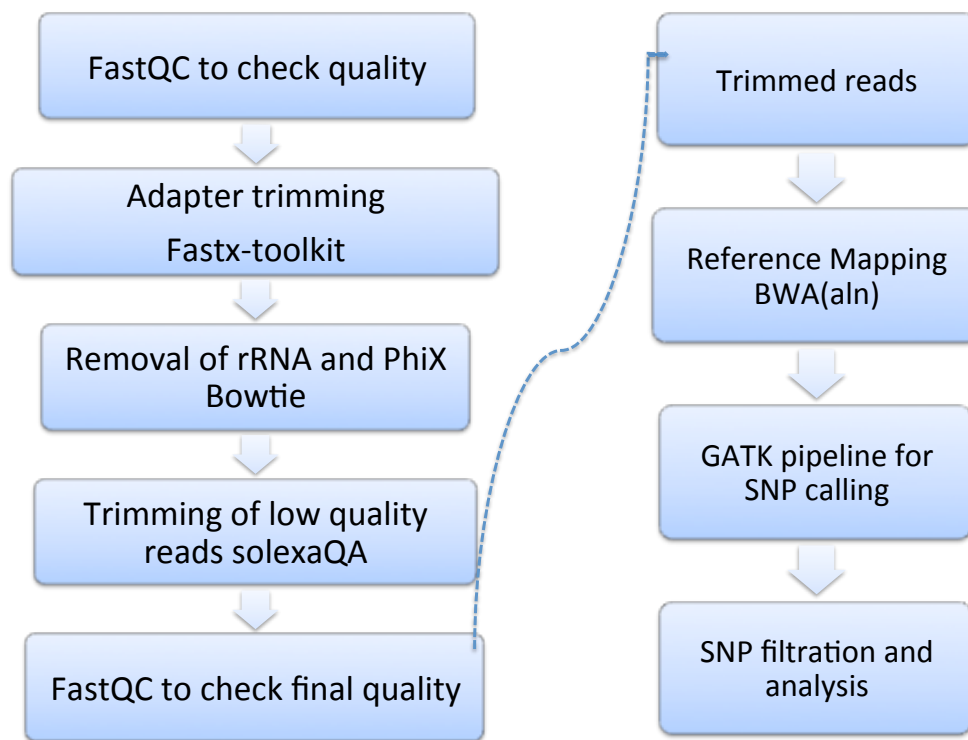 FastQC to check quality
Adapter trimming
Fastx-toolkit
Removal of rRNA and PhiX
Bowtie
Trimming of low quality
reads solexaQA
FastQC to check final quality
Trimmed reads
Reference Mapping
BWA(aln)
GATK pipeline for
SNP calling
SNP filtration and
analysis